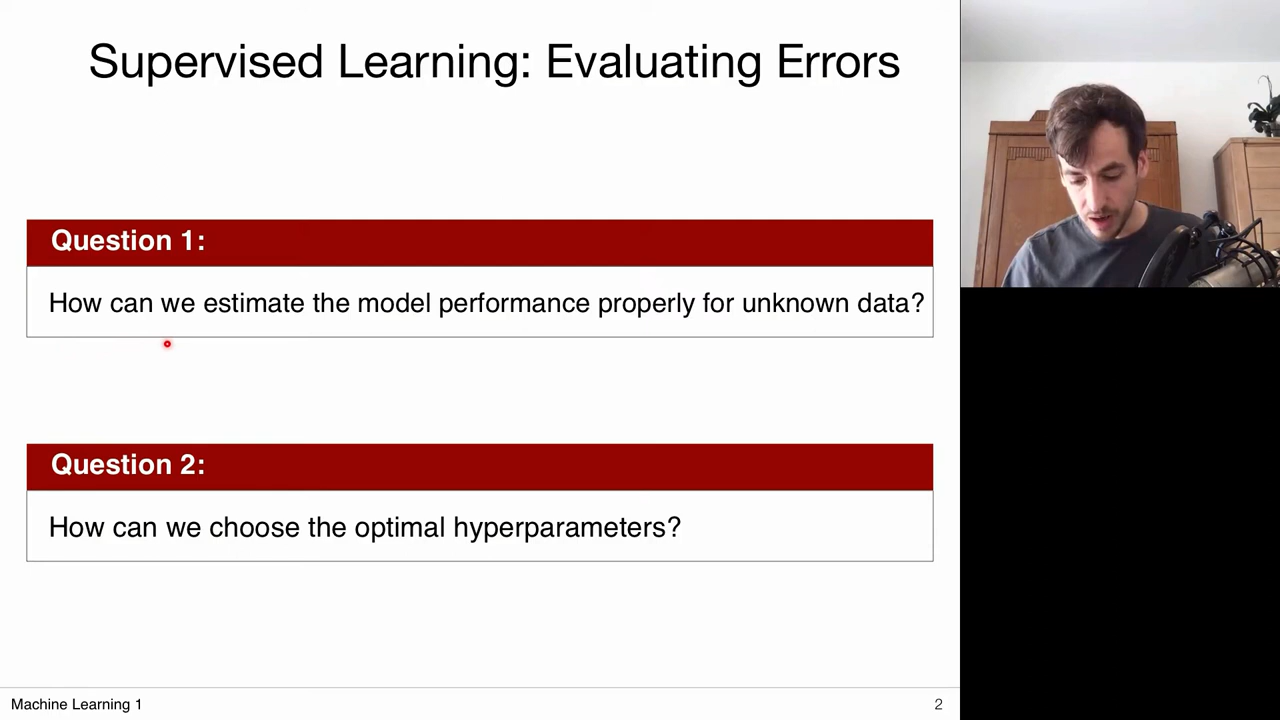 Supervised Learning: Evaluating Errors
Question 1:
How can we estimate the model performance properly for unknown data?
Question 2:
How can we choose the optimal hyperparameters?
Machine Learning 1
2